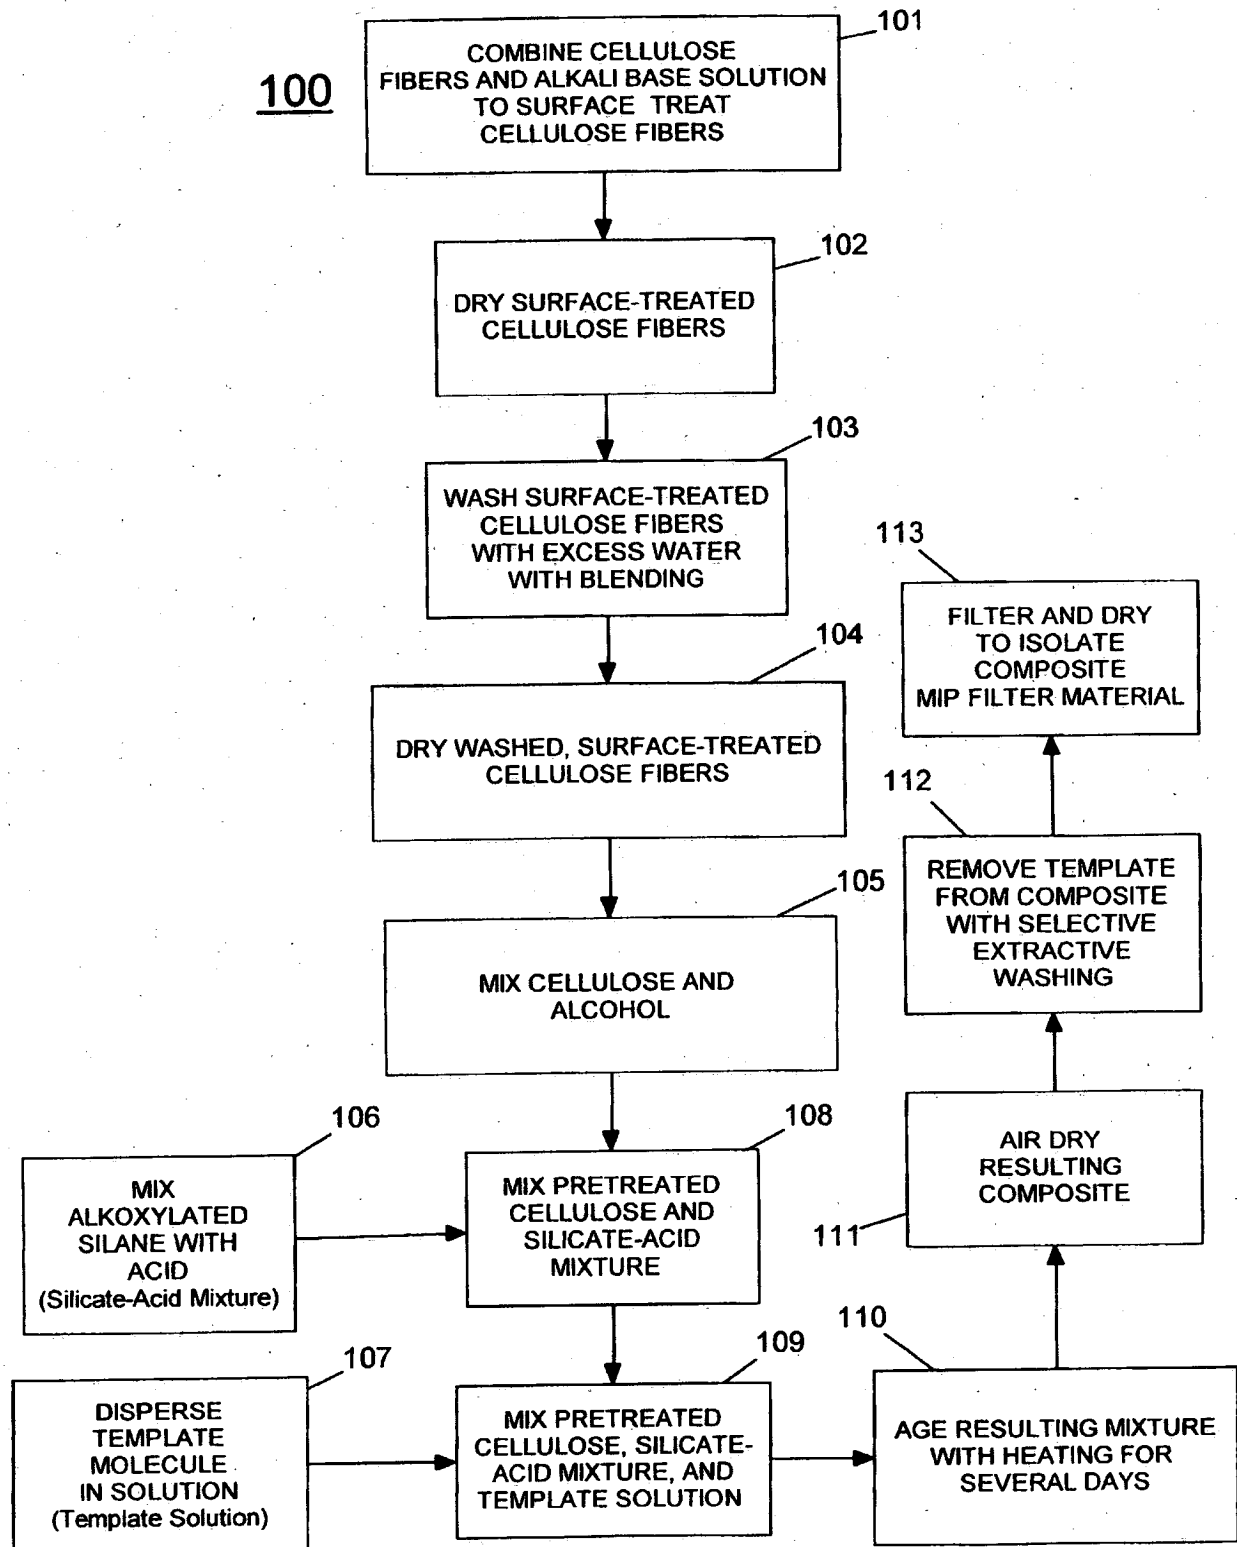 100
101
COMBINE CELLULOSE
FIBERS AND ALKALI BASE SOLUTION
TO SURFACE TREAT
CELLULOSE FIBERS
102
DRY SURFACE-TREATED
CELLULOSE FIBERS
103
WASH SURFACE-TREATED
CELLULOSE FIBERS
WITH EXCESS WATER
WITH BLENDING
104
DRY WASHED, SURFACE-TREATED
CELLULOSE FIBERS
105
MIX CELLULOSE AND
ALCOHOL
106
MIX
ALKOXYLATED
SILANE WITH
ACID
(Silicate-Acid Mixture)
108
MIX PRETREATED
CELLULOSE AND
SILICATE-ACID
MIXTURE
107
DISPERSE
TEMPLATE
MOLECULE
IN SOLUTION
(Template Solution)
109
MIX PRETREATED
CELLULOSE, SILICATE-
ACID MIXTURE, AND
TEMPLATE SOLUTION
110
AGE RESULTING MIXTURE
WITH HEATING FOR
SEVERAL DAYS
111
AIR DRY
RESULTING
COMPOSITE
112
REMOVE TEMPLATE
FROM COMPOSITE
WITH SELECTIVE
EXTRACTIVE
WASHING
113
FILTER AND DRY
TO ISOLATE
COMPOSITE
MIP FILTER MATERIAL